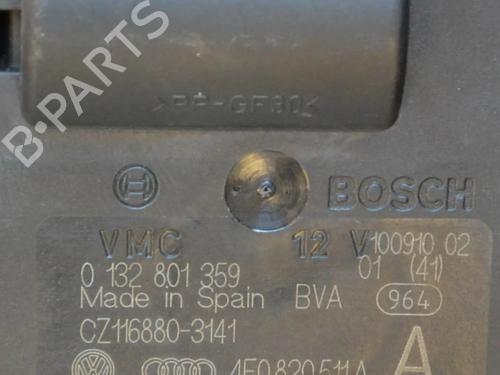 B-PARTS
>PP-GF30<
BOSCH
VMC 12 V 100910 02
0 132 801 359 01 (41)
Made in Spain BVA 964
CZ116880-3141
4F0 820 511 A A